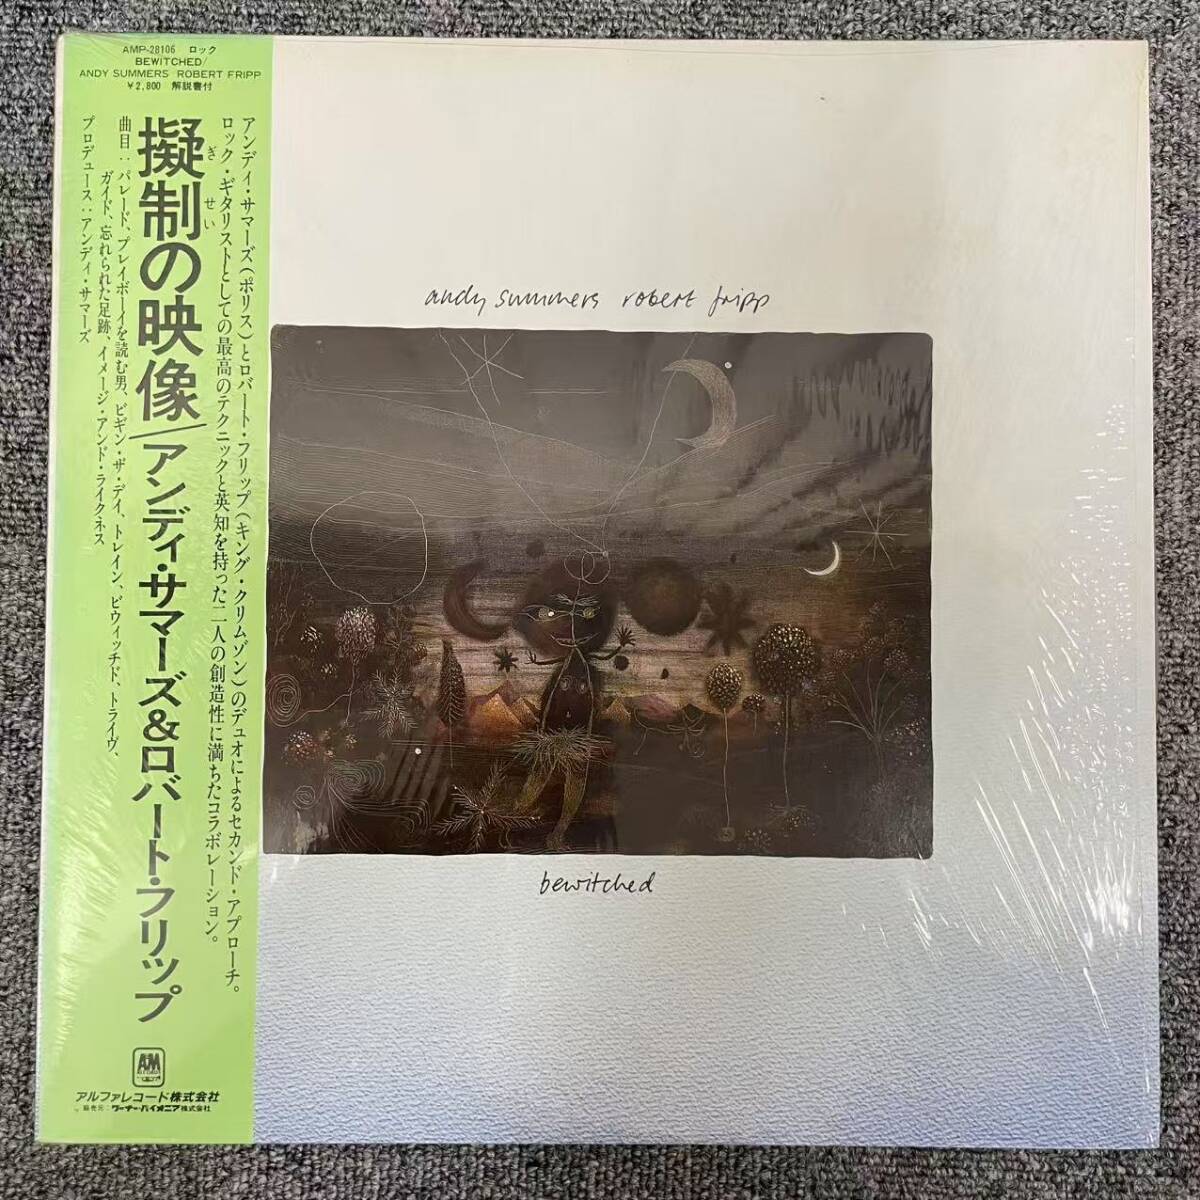 AMP-28106 ロック
BEWITCHED/
ANDY SUMMERS ROBERT FRIPP
¥2,800 解説書付
アンディ・サマーズ(ポリス)とロバート・フリップ(キング・クリムゾン)のデュオによるセカンド・アプローチ。
ロック・ギタリストとしての最高のテクニックと英知を持った二人の創造性に満ちたコラボレーション。
擬制の映像/アンディ・サマーズ&ロバート・フリップ
ぎせい
曲目:パレード、プレイボーイを読む男、ビギン・ザ・デイ、トレイン、ビウィッチド、トライヴ、
ガイド、忘れられた足跡、イメージ・アンド・ライクネス
プロデュース:アンディ・サマーズ
A&M
RECORDS
アルファレコード株式会社
販売元:ワーナー・パイオニア株式会社
andy summers robert fripp
bewitched